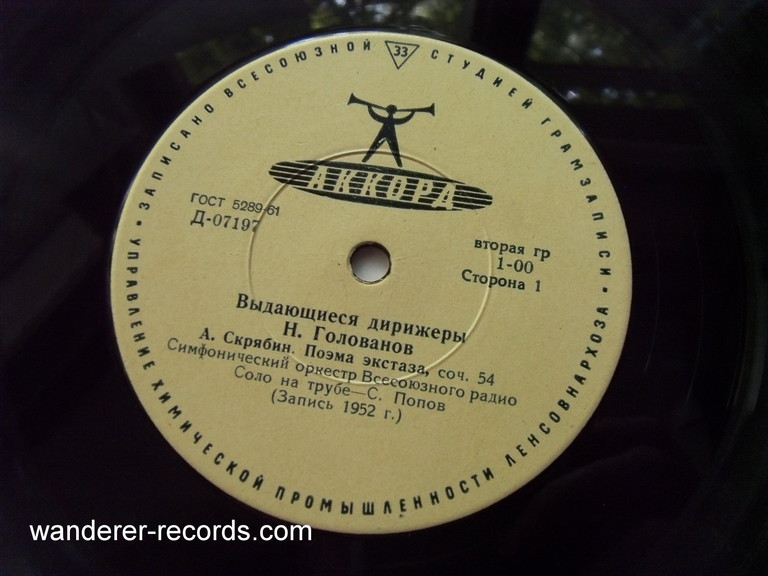 ЗАПИСАНО ВСЕСОЮЗНОЙ 33 СТУДИЕЙ ГРАМЗАПИСИ
УПРАВЛЕНИЕ ХИМИЧЕСКОЙ ПРОМЫШЛЕННОСТИ ЛЕНСОВНАРХОЗА
АККОРД
ГОСТ 5289-61
Д-07197
вторая гр
1-00
Сторона 1
Выдающиеся дирижеры
Н. Голованов
А. Скрябин. Поэма экстаза, соч. 54
Симфонический оркестр Всесоюзного радио
Соло на трубе—С. Попов
(Запись 1952 г.)
wanderer-records.com